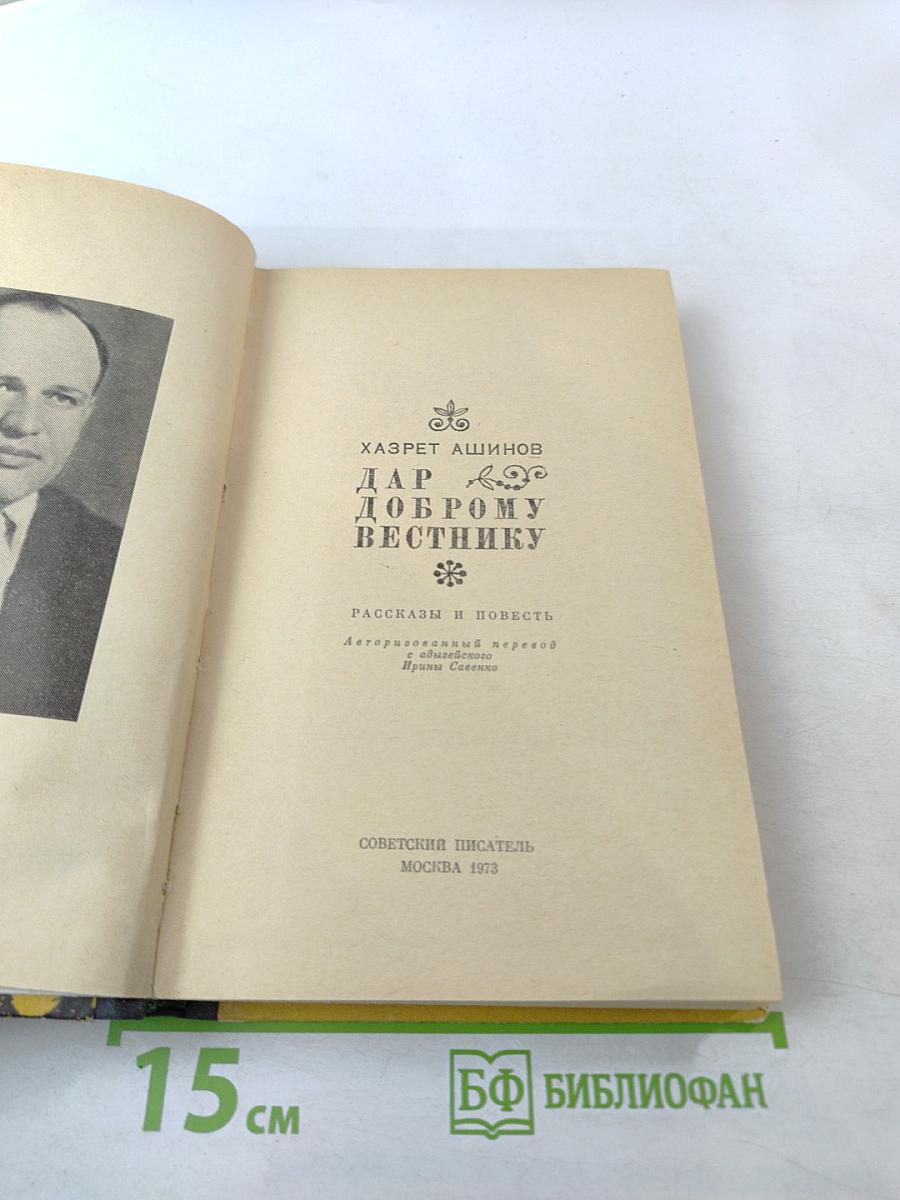 ХАЗРЕТ АШИНОВ
ДАР
ДОБРОМУ
ВЕСТНИКУ
РАССКАЗЫ И ПОВЕСТЬ
Авторизованный перевод
с адыгейского
Ирины Савенко
СОВЕТСКИЙ ПИСАТЕЛЬ
МОСКВА 1973
15 см
БФ БИБЛИОФАН